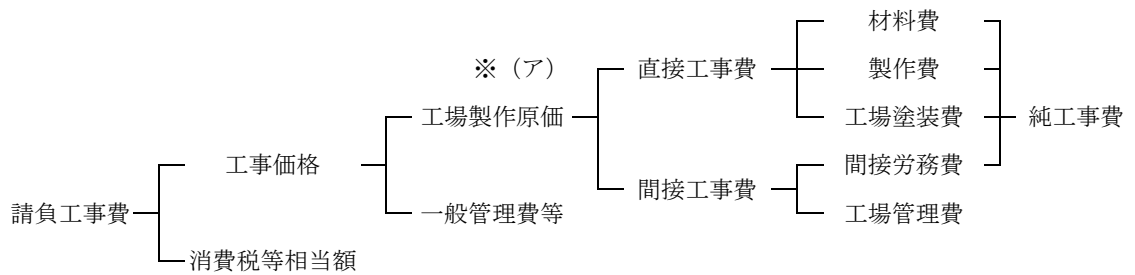 材料費
※（ア） 直接工事費 製作費
工場製作原価 工場塗装費 純工事費
工事価格 間接労務費
間接工事費
請負工事費 一般管理費等 工場管理費
消費税等相当額